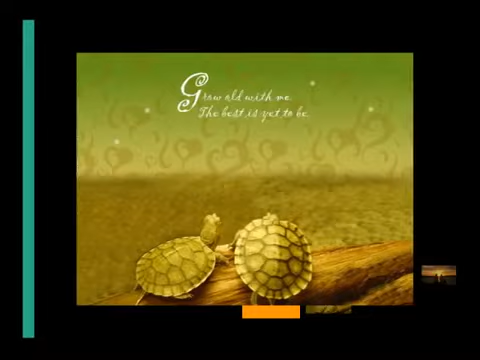 Grow old with me.
The best is yet to be.